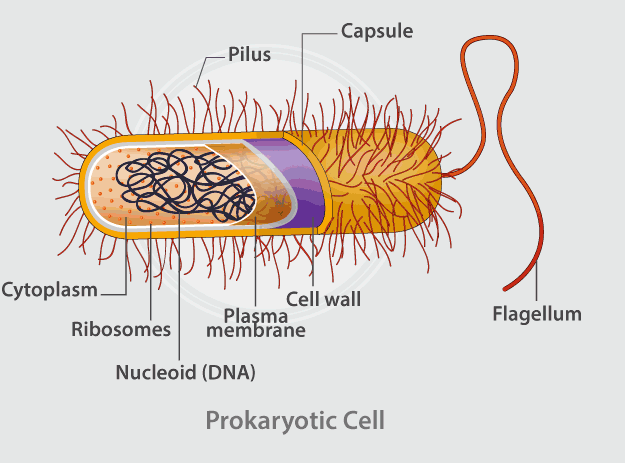 Capsule
Pilus
Cytoplasm
Cell wall
Plasma
membrane
Ribosomes
Flagellum
Nucleoid (DNA)
Prokaryotic Cell